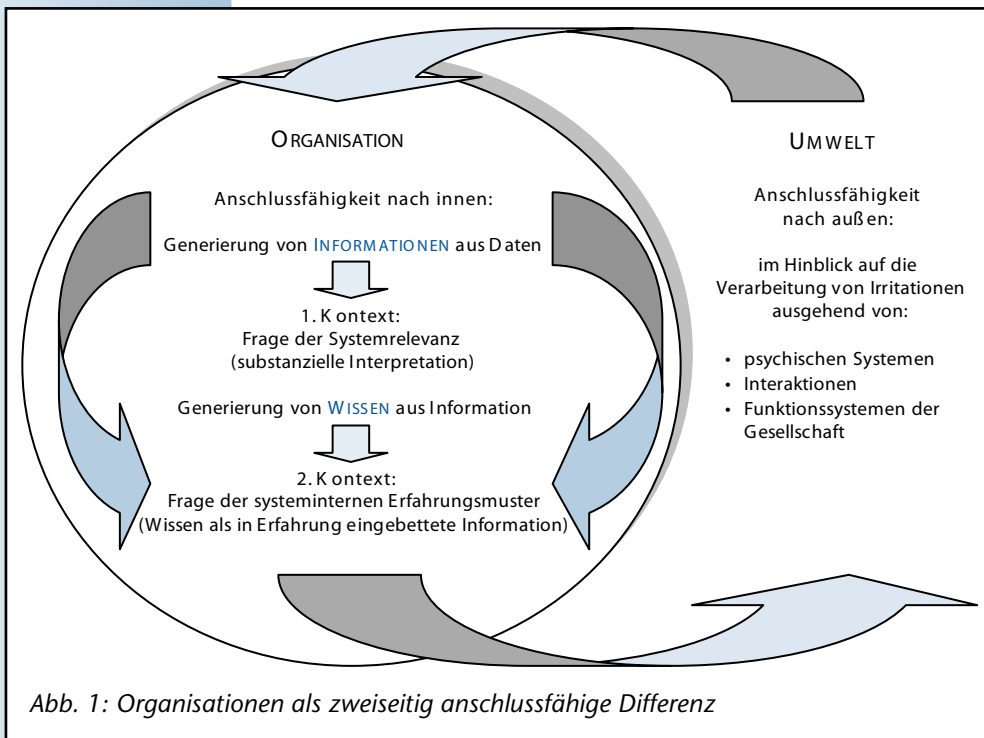 ORGANISATION
Anschlussfähigkeit nach innen:
Generierung von INFORMATIONEN aus Daten
1. Kontext:
Frage der Systemrelevanz
(substanzielle Interpretation)
Generierung von WISSEN aus Information
2. Kontext:
Frage der systeminternen Erfahrungsmuster
(Wissen als in Erfahrung eingebettete Information)
UMWELT
Anschlussfähigkeit
nach außen:
im Hinblick auf die
Verarbeitung von Irritationen
ausgehend von:
• psychischen Systemen
• Interaktionen
• Funktionssystemen der
Gesellschaft
Abb. 1: Organisationen als zweiseitig anschlussfähige Differenz